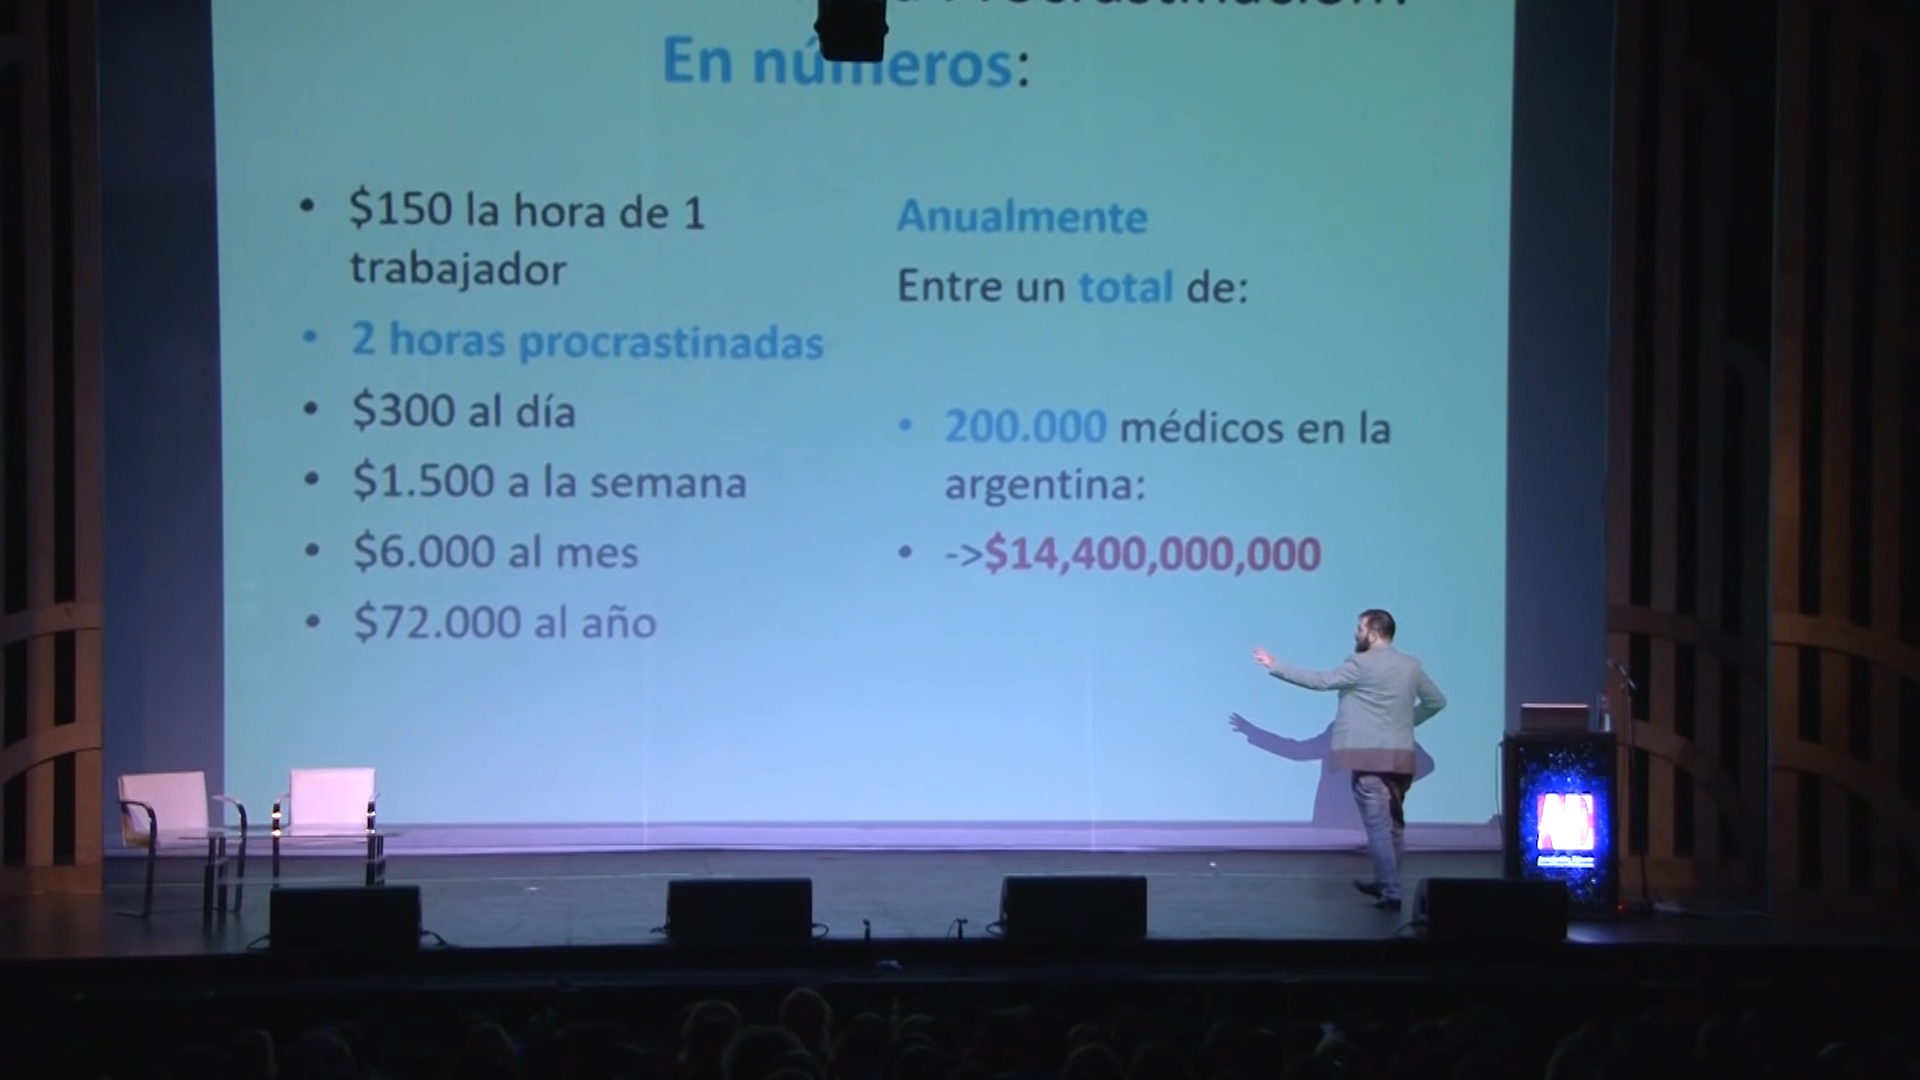 Procrastinación?
En números:
• $150 la hora de 1
trabajador
• 2 horas procrastinadas
• $300 al día
• $1.500 a la semana
• $6.000 al mes
• $72.000 al año
Anualmente
Entre un total de:
• 200.000 médicos en la
argentina:
• ->$14,400,000,000